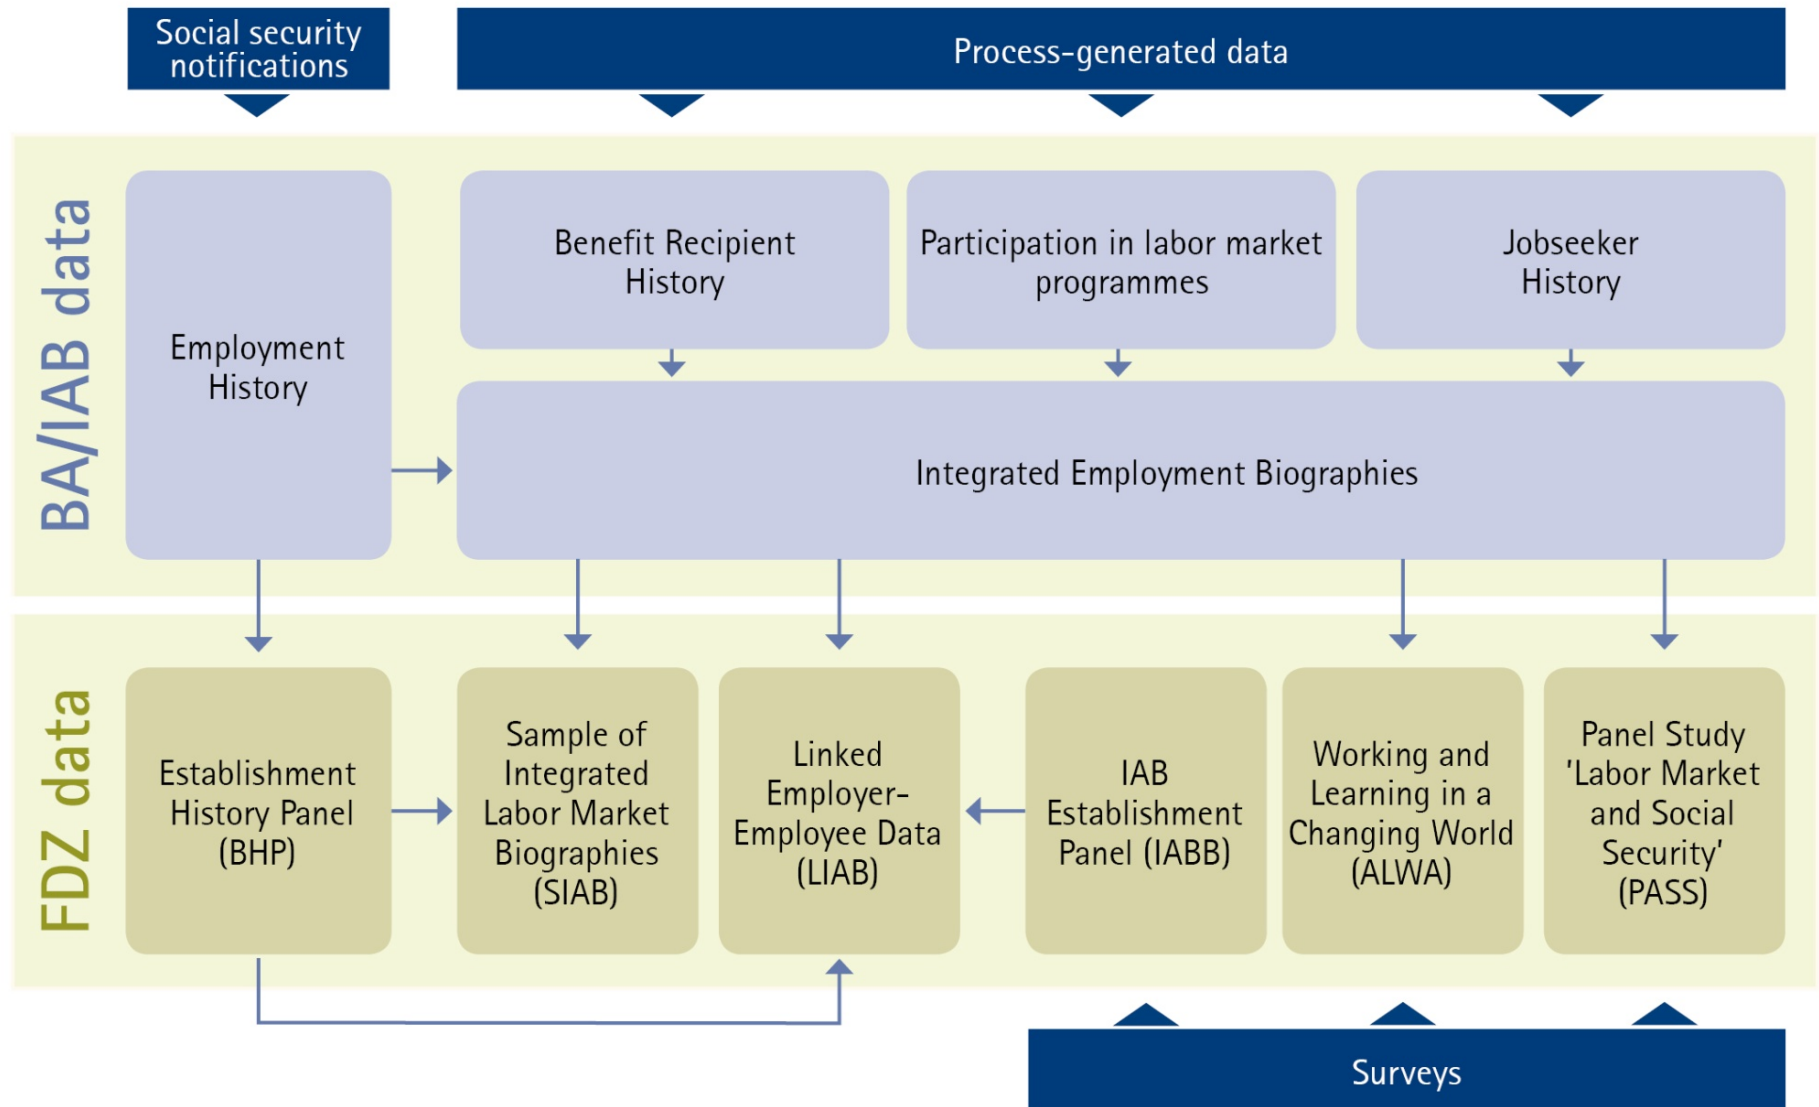 Social security
notifications
Process-generated data
BA/IAB data
Employment
History
Benefit Recipient
History
Participation in labor market
programmes
Jobseeker
History
Integrated Employment Biographies
FDZ data
Establishment
History Panel
(BHP)
Sample of
Integrated
Labor Market
Biographies
(SIAB)
Linked
Employer-
Employee Data
(LIAB)
IAB
Establishment
Panel (IABB)
Working and
Learning in a
Changing World
(ALWA)
Panel Study
'Labor Market
and Social
Security'
(PASS)
Surveys